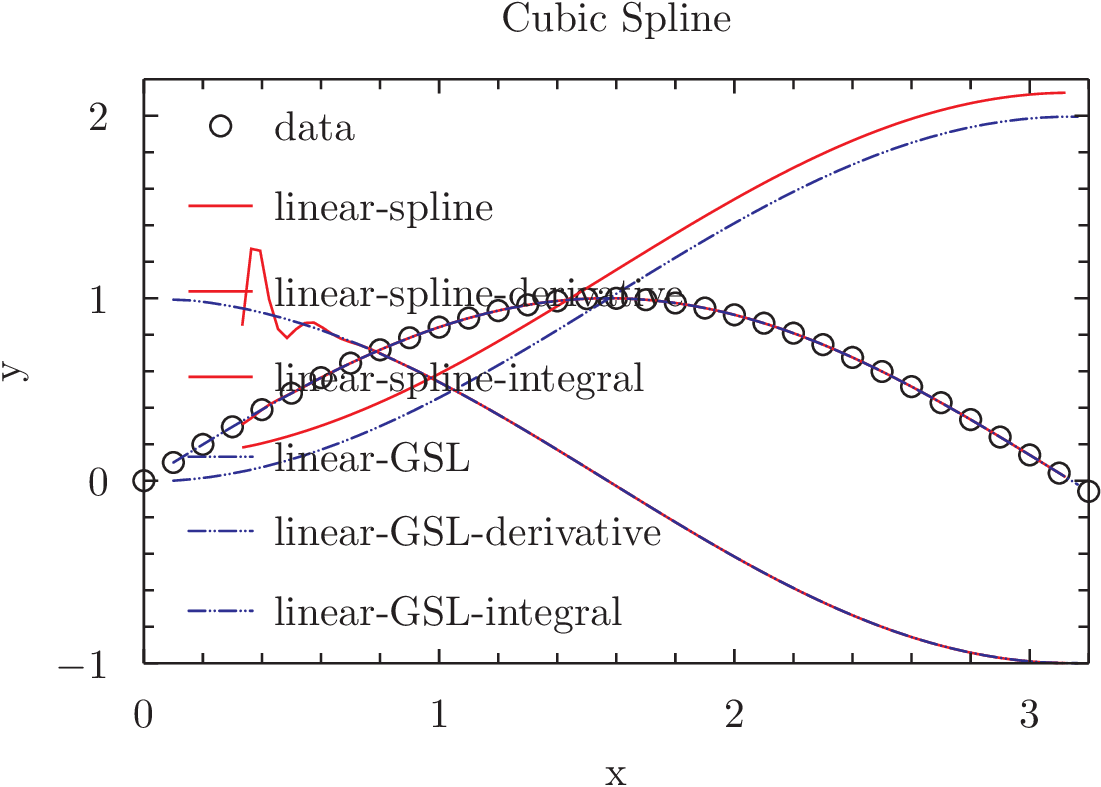 Cubic Spline
2
data
linear-spline
1
linear-spline-derivative
y
linear-spline-integral
linear-GSL
0
linear-GSL-derivative
linear-GSL-integral
−1
0 1 2 3
x